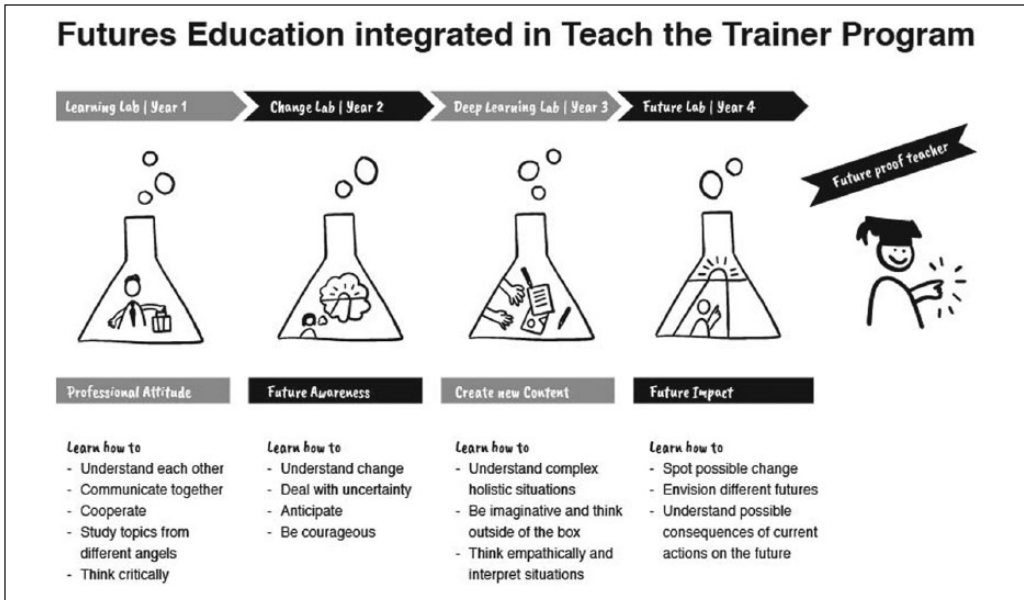 Futures Education integrated in Teach the Trainer Program
Learning Lab | Year 1
Change Lab | Year 2
Deep Learning Lab | Year 3
Future Lab | Year 4
Future proof teacher
Professional Attitude
Learn how to
- Understand each other
- Communicate together
- Cooperate
- Study topics from
different angels
- Think critically
Future Awareness
Learn how to
- Understand change
- Deal with uncertainty
- Anticipate
- Be courageous
Create new Content
Learn how to
- Understand complex
holistic situations
- Be imaginative and think
outside of the box
- Think empathically and
interpret situations
Future Impact
Learn how to
- Spot possible change
- Envision different futures
- Understand possible
consequences of current
actions on the future